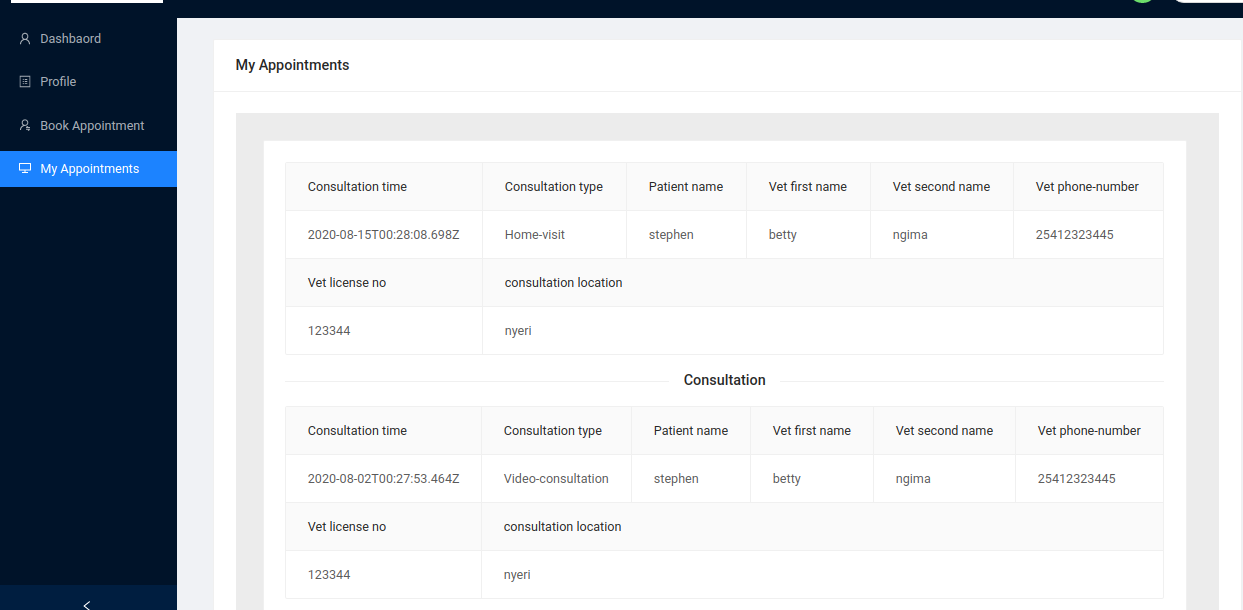 Dashbaord
Profile
Book Appointment
My Appointments
My Appointments
Consultation time Consultation type Patient name Vet first name Vet second name Vet phone-number
2020-08-15T00:28:08.698Z Home-visit stephen betty ngima 25412323445
Vet license no consultation location
123344 nyeri
Consultation
Consultation time Consultation type Patient name Vet first name Vet second name Vet phone-number
2020-08-02T00:27:53.464Z Video-consultation stephen betty ngima 25412323445
Vet license no consultation location
123344 nyeri